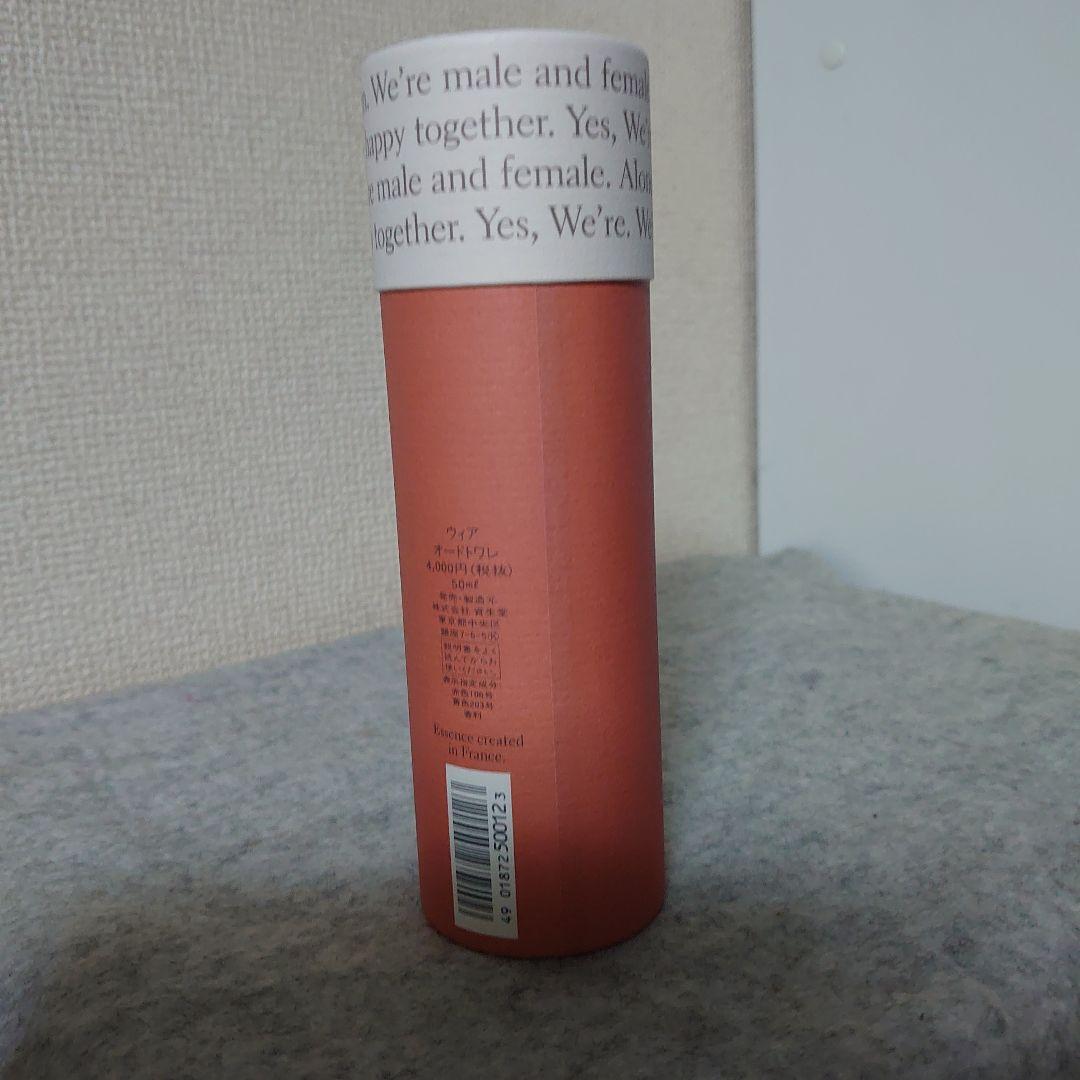 We're male and femal
happy together. Yes, We'
male and female. Alon
together. Yes, We're. We
ウィア
オードトワレ
4,000円(税抜)
50ml
発売・製造元
株式会社 資生堂
東京都中央区
銀座7-5-5(K)
説明書をよく
読んでからお
使いください。
表示指定成分
赤色106号
黄色203号
香料
Essence created
in France.
49 01872 50012 3